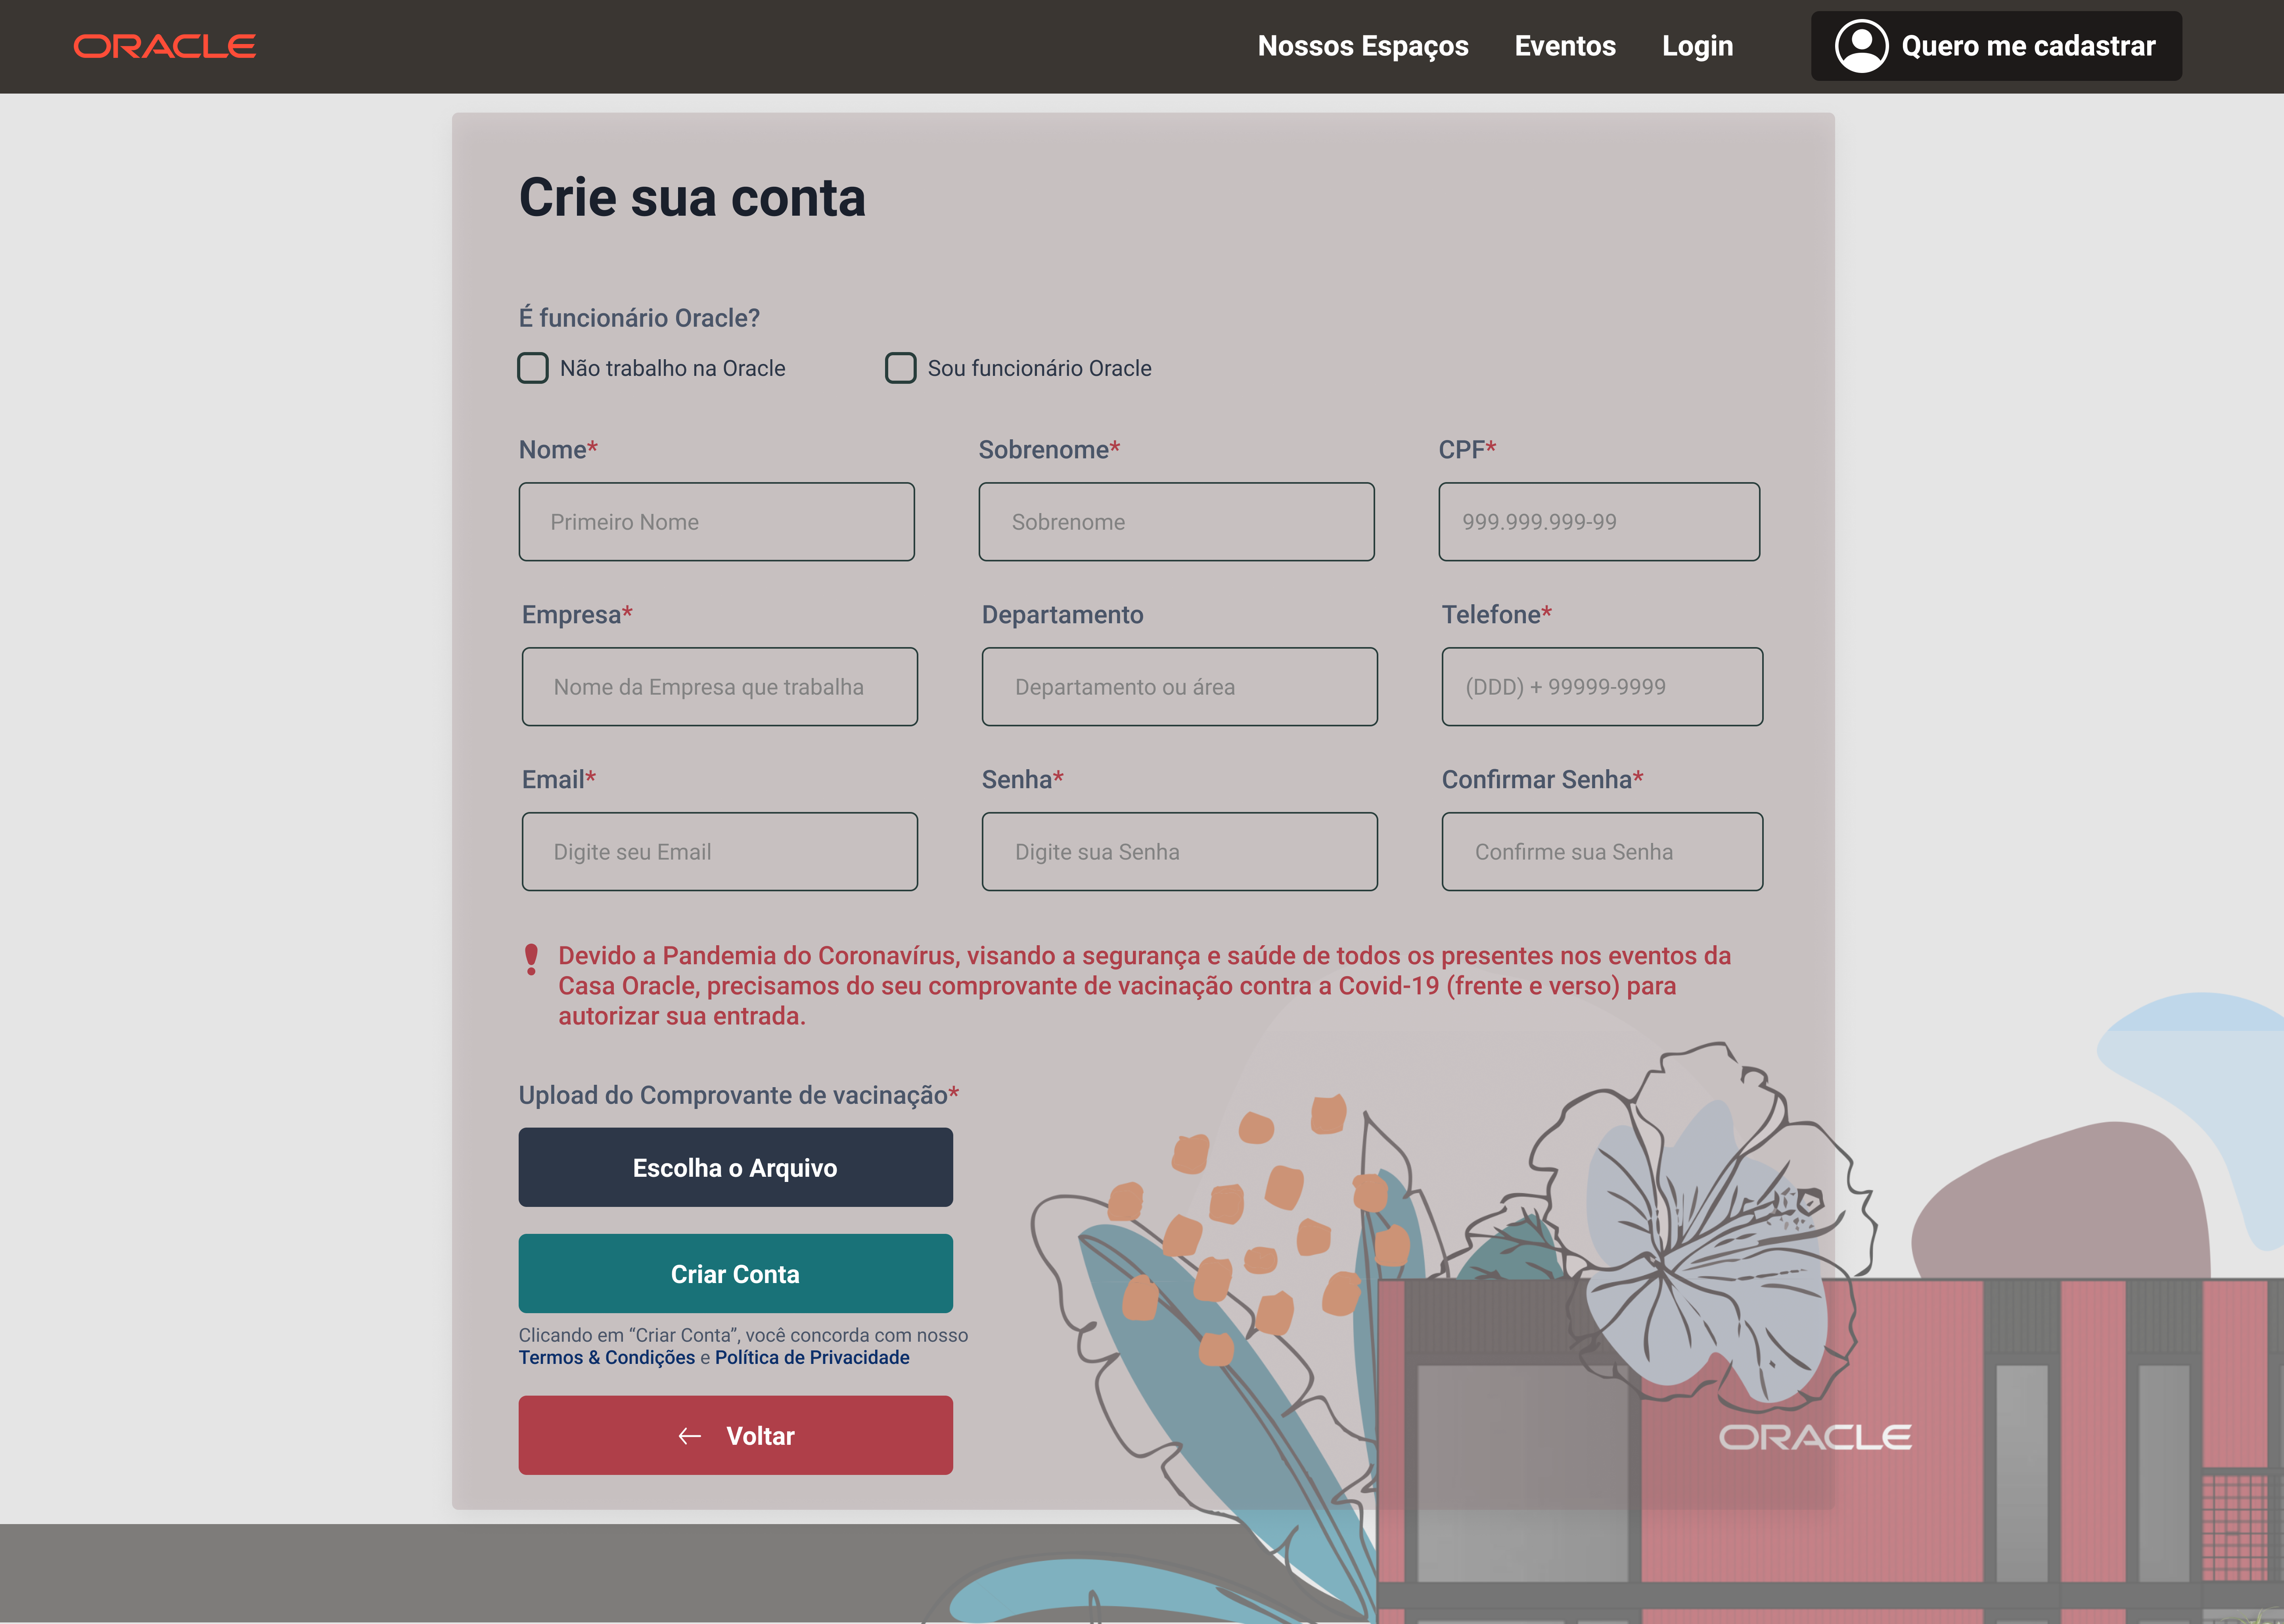 ORACLE
Nossos Espaços
Eventos
Login
Quero me cadastrar
Crie sua conta
É funcionário Oracle?
Não trabalho na Oracle
Sou funcionário Oracle
Nome*
Sobrenome*
CPF*
Primeiro Nome
Sobrenome
999.999.999-99
Empresa*
Departamento
Telefone*
Nome da Empresa que trabalha
Departamento ou área
(DDD) + 99999-9999
Email*
Senha*
Confirmar Senha*
Digite seu Email
Digite sua Senha
Confirme sua Senha
Devido a Pandemia do Coronavírus, visando a segurança e saúde de todos os presentes nos eventos da
Casa Oracle, precisamos do seu comprovante de vacinação contra a Covid-19 (frente e verso) para
autorizar sua entrada.
Upload do Comprovante de vacinação*
Escolha o Arquivo
Criar Conta
Clicando em “Criar Conta”, você concorda com nosso
Termos & Condições e Política de Privacidade
Voltar
ORACLE